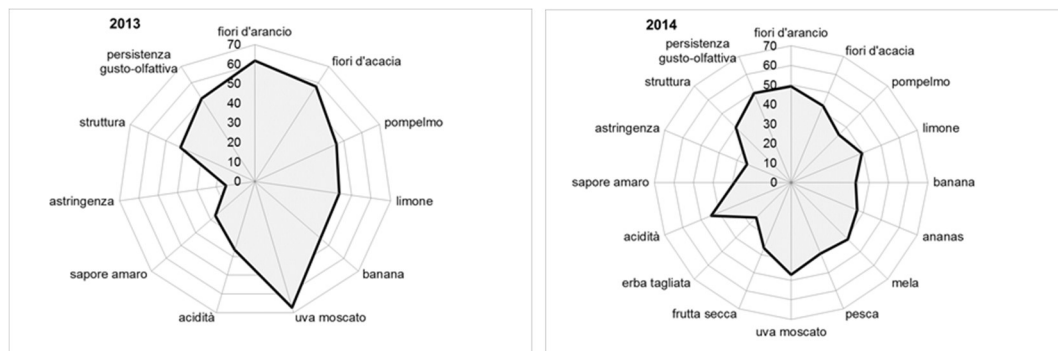 2013
fiori d'arancio
fiori d'acacia
pompelmo
limone
banana
uva moscato
acidità
sapore amaro
astringenza
struttura
persistenza
gusto-olfattiva
70
60
50
40
30
20
10
0
2014
fiori d'arancio
fiori d'acacia
pompelmo
limone
banana
ananas
mela
pesca
uva moscato
frutta secca
erba tagliata
acidità
sapore amaro
astringenza
struttura
persistenza
gusto-olfattiva
70
60
50
40
30
20
10
0